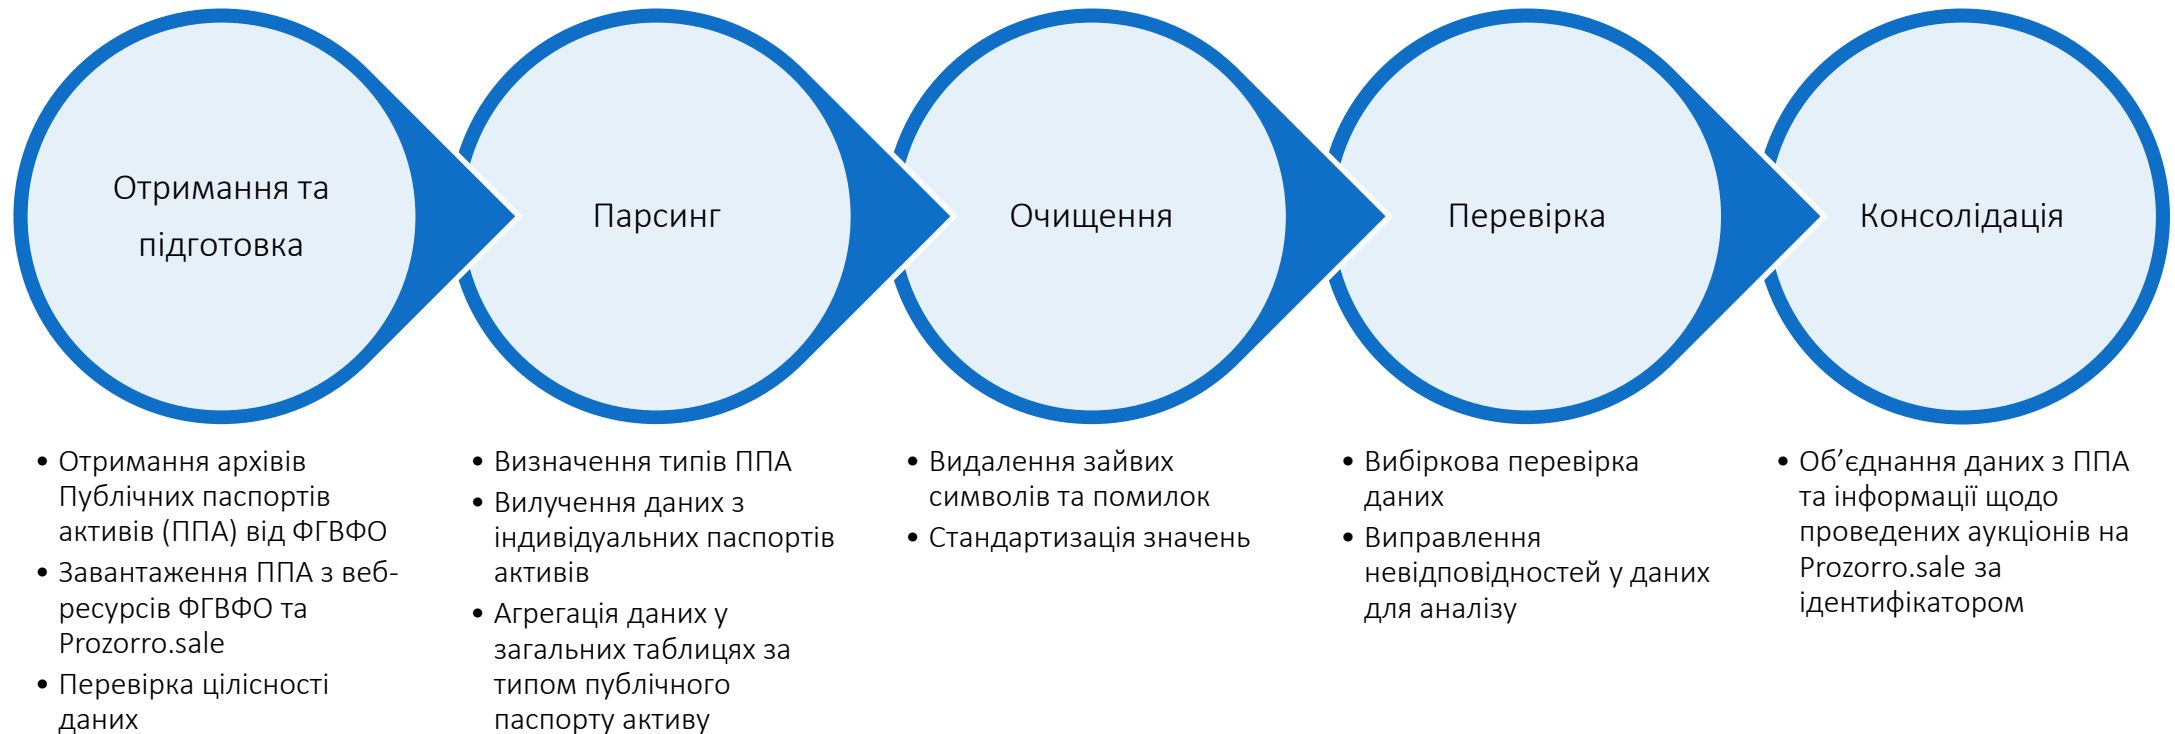 Отримання та
підготовка
Парсинг
Очищення
Перевірка
Консолідація
• Отримання архівів
Публічних паспортів
активів (ППА) від ФГВФО
• Завантаження ППА з веб-
ресурсів ФГВФО та
Prozorro.sale
• Перевірка цілісності
даних
• Визначення типів ППА
• Вилучення даних з
індивідуальних паспортів
активів
• Агрегація даних у
загальних таблицях за
типом публічного
паспорту активу
• Видалення зайвих
символів та помилок
• Стандартизація значень
• Вибіркова перевірка
даних
• Виправлення
невідповідностей у даних
для аналізу
• Об’єднання даних з ППА
та інформації щодо
проведених аукціонів на
Prozorro.sale за
ідентифікатором